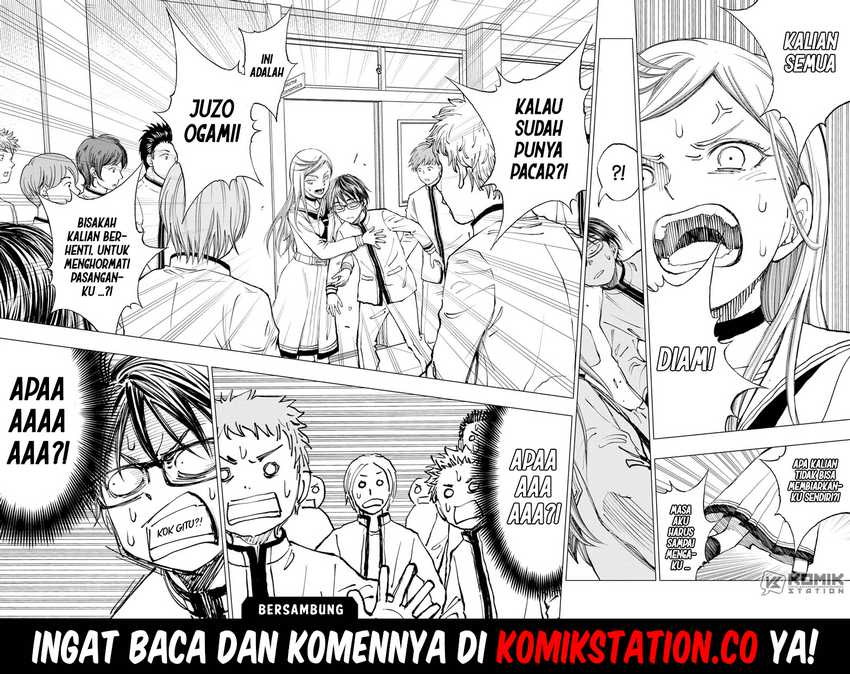 KALIAN
SEMUA
DIAM!
?!
APA KALIAN
TIDAK BISA
MEMBIARKAN-
KU SENDIRI?!
MASA
AKU
HARUS
SAMPAI
MENGA-
KU ...
KALAU
SUDAH
PUNYA
PACAR?!
INI
ADALAH
JUZO
OGAMI!
BISAKAH
KALIAN BER-
HENTI, UNTUK
MENGHORMATI
PASANGAN-
KU ...?!
APAA
AAA
AAA?!
APAA
AAAA
AAA?!
KOK GITU?!
KOMIK
STATION
BERSAMBUNG
INGAT BACA DAN KOMENNYA DI KOMIKSTATION.CO YA!